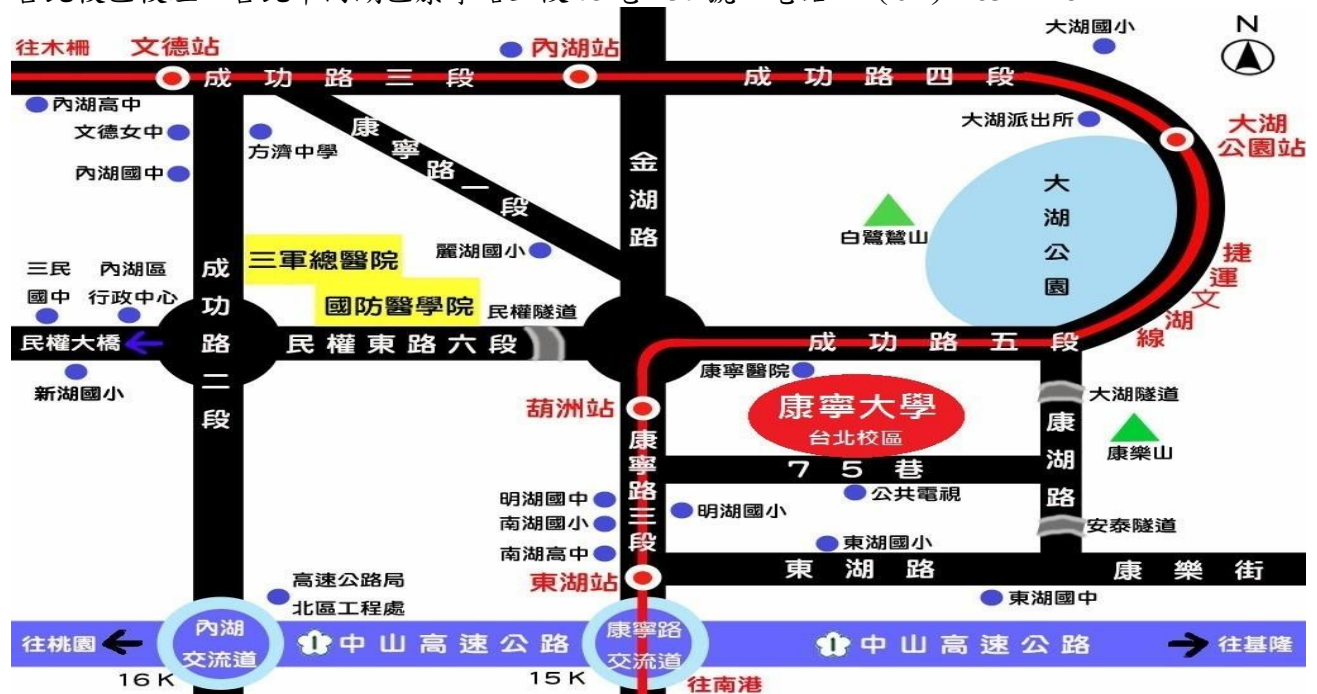 大湖國小
N
往木柵
文德站
內湖站
成功路三段
成功路四段
內湖高中
文德女中
方濟中學
康寧路一段
金湖路
大湖派出所
大湖
公園站
內湖國中
大湖公園
白鷺鷥山
麗湖國小
三軍總醫院
國防醫學院
三民
國中
內湖區
行政中心
成功路二段
民權隧道
捷運文湖線
民權大橋
民權東路六段
成功路五段
新湖國小
康寧醫院
康寧大學
台北校區
大湖隧道
葫洲站
康寧路三段
康湖路
康樂山
75巷
明湖國中
公共電視
明湖國小
南湖國小
安泰隧道
南湖高中
東湖國小
東湖站
東湖路
康樂街
高速公路局
北區工程處
東湖國中
往桃園
內湖
交流道
1
中山高速公路
康寧路
交流道
1
中山高速公路
往基隆
16K
15K
往南港